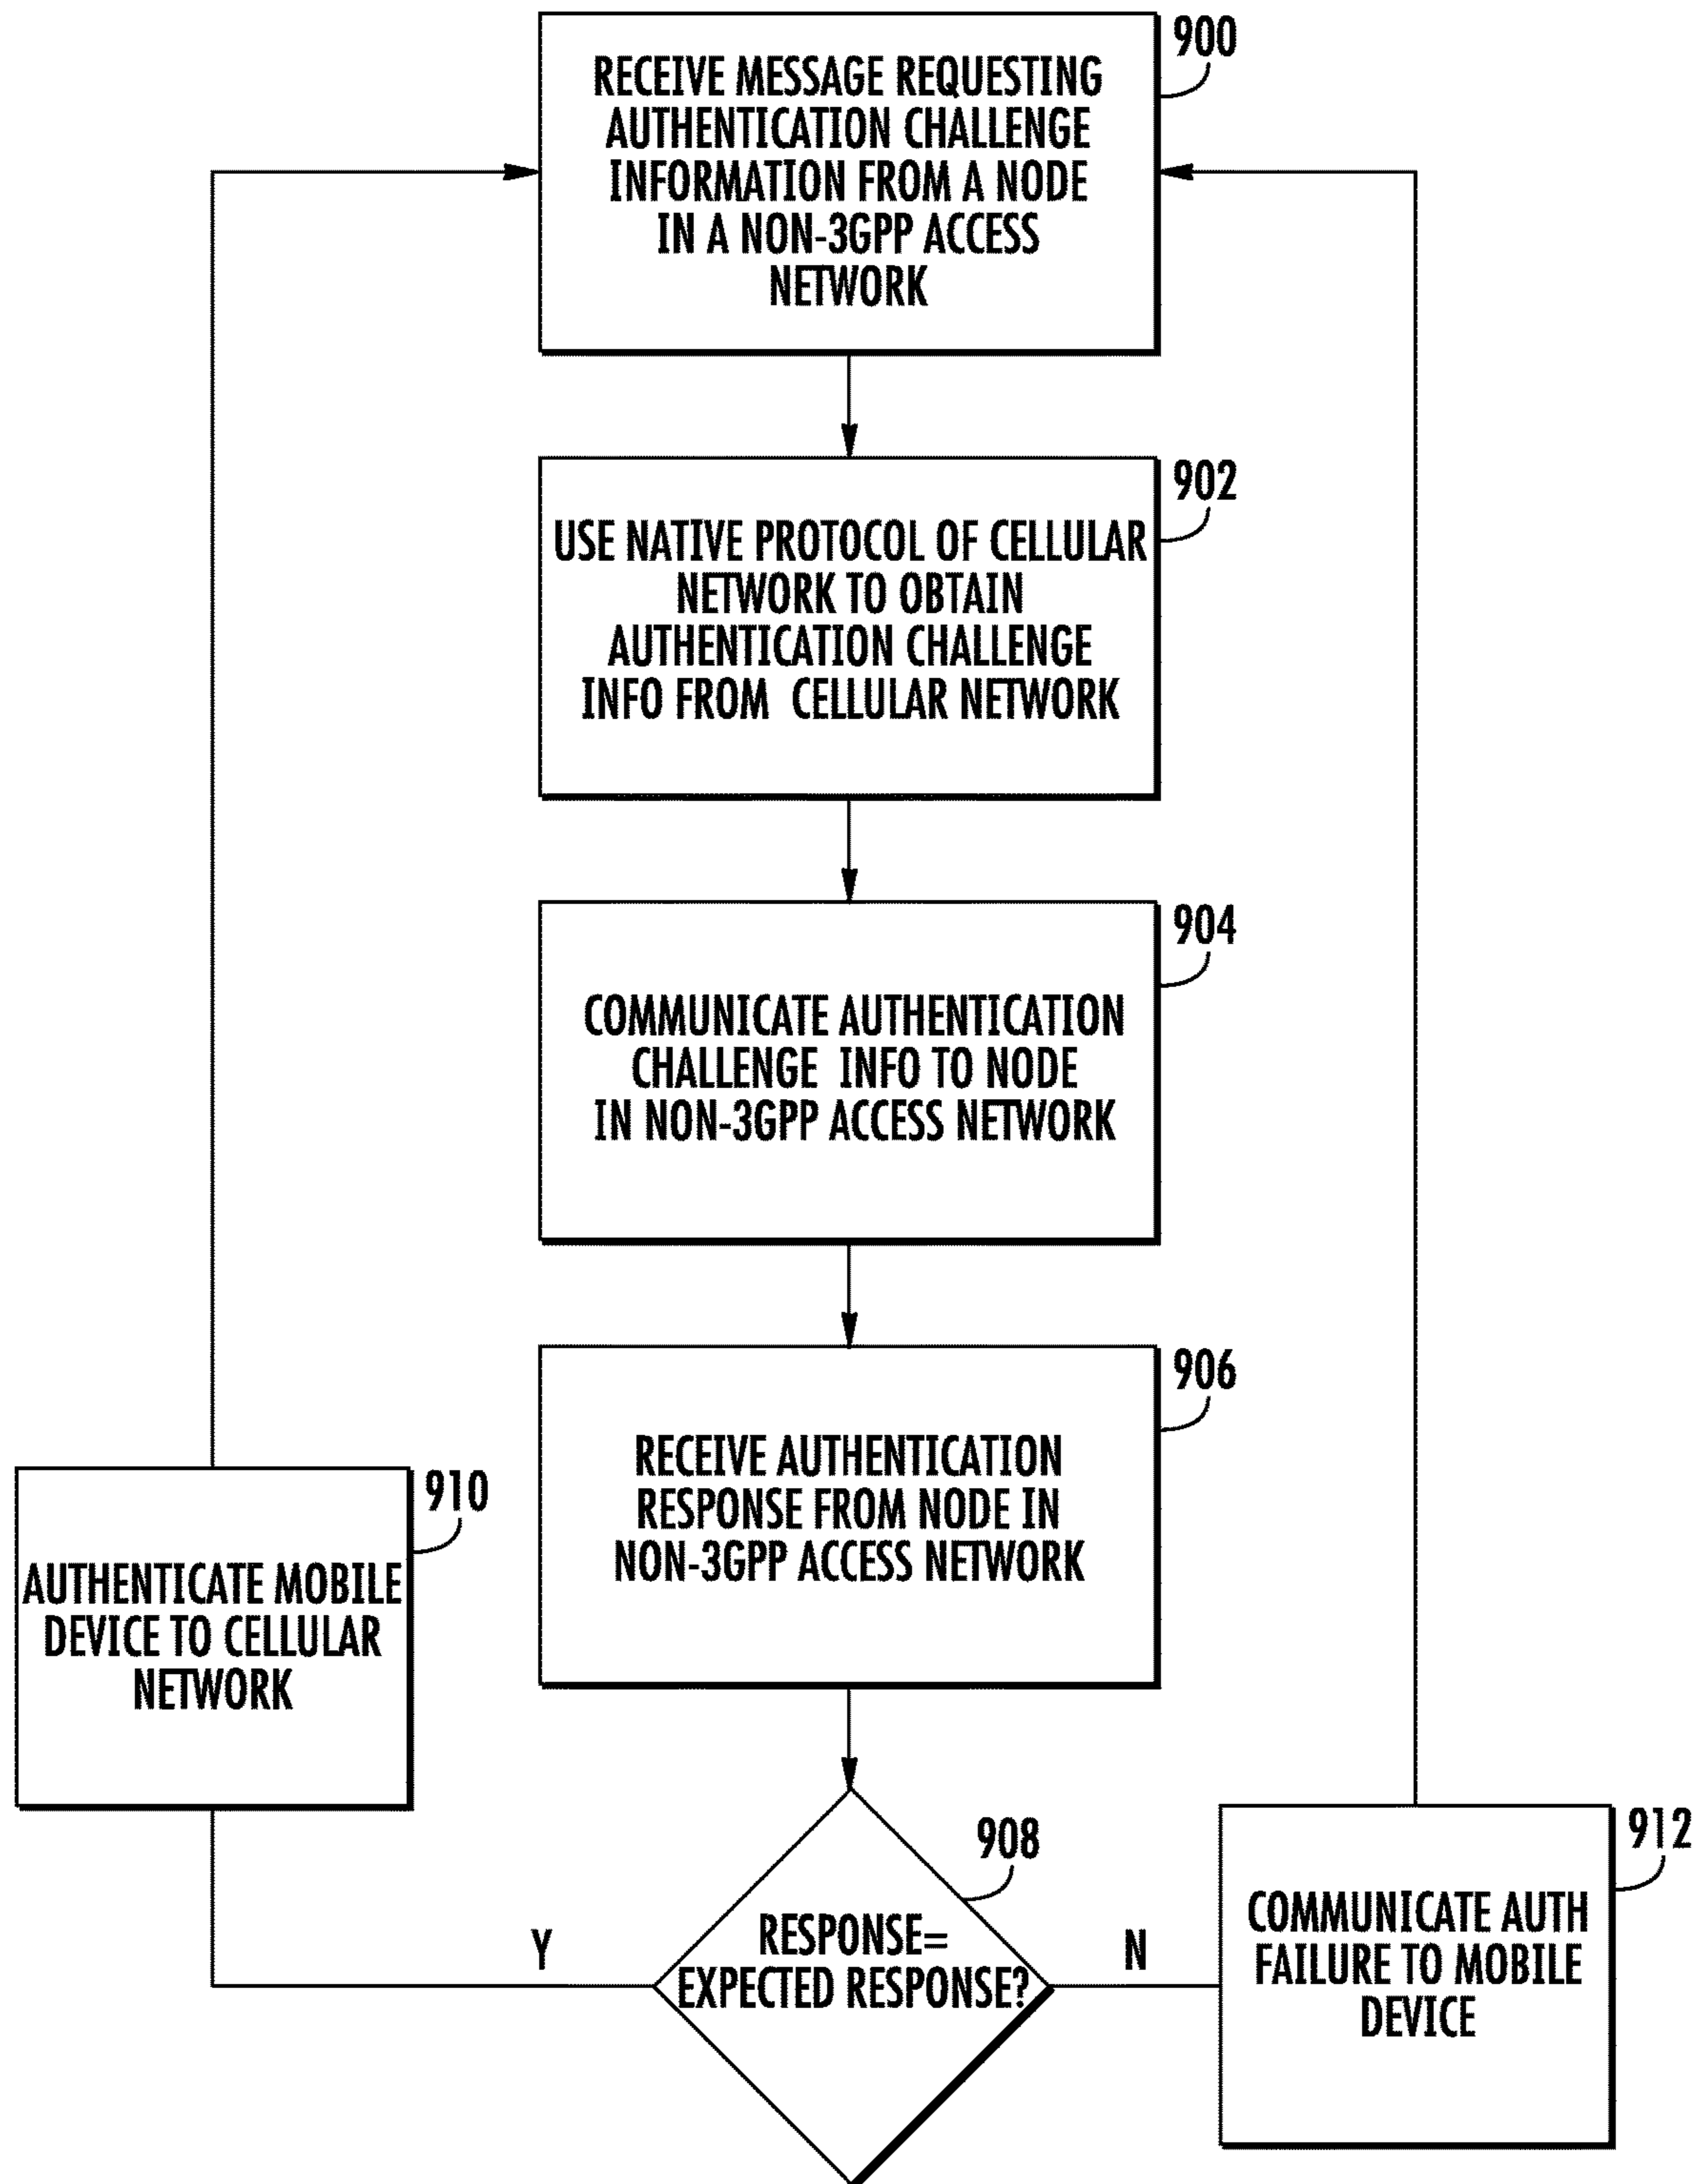 900
RECEIVE MESSAGE REQUESTING
AUTHENTICATION CHALLENGE
INFORMATION FROM A NODE
IN A NON-3GPP ACCESS
NETWORK
902
USE NATIVE PROTOCOL OF CELLULAR
NETWORK TO OBTAIN
AUTHENTICATION CHALLENGE
INFO FROM CELLULAR NETWORK
904
COMMUNICATE AUTHENTICATION
CHALLENGE INFO TO NODE
IN NON-3GPP ACCESS NETWORK
906
RECEIVE AUTHENTICATION
RESPONSE FROM NODE IN
NON-3GPP ACCESS NETWORK
910
AUTHENTICATE MOBILE
DEVICE TO CELLULAR
NETWORK
908
RESPONSE=
EXPECTED RESPONSE?
Y
N
912
COMMUNICATE AUTH
FAILURE TO MOBILE
DEVICE